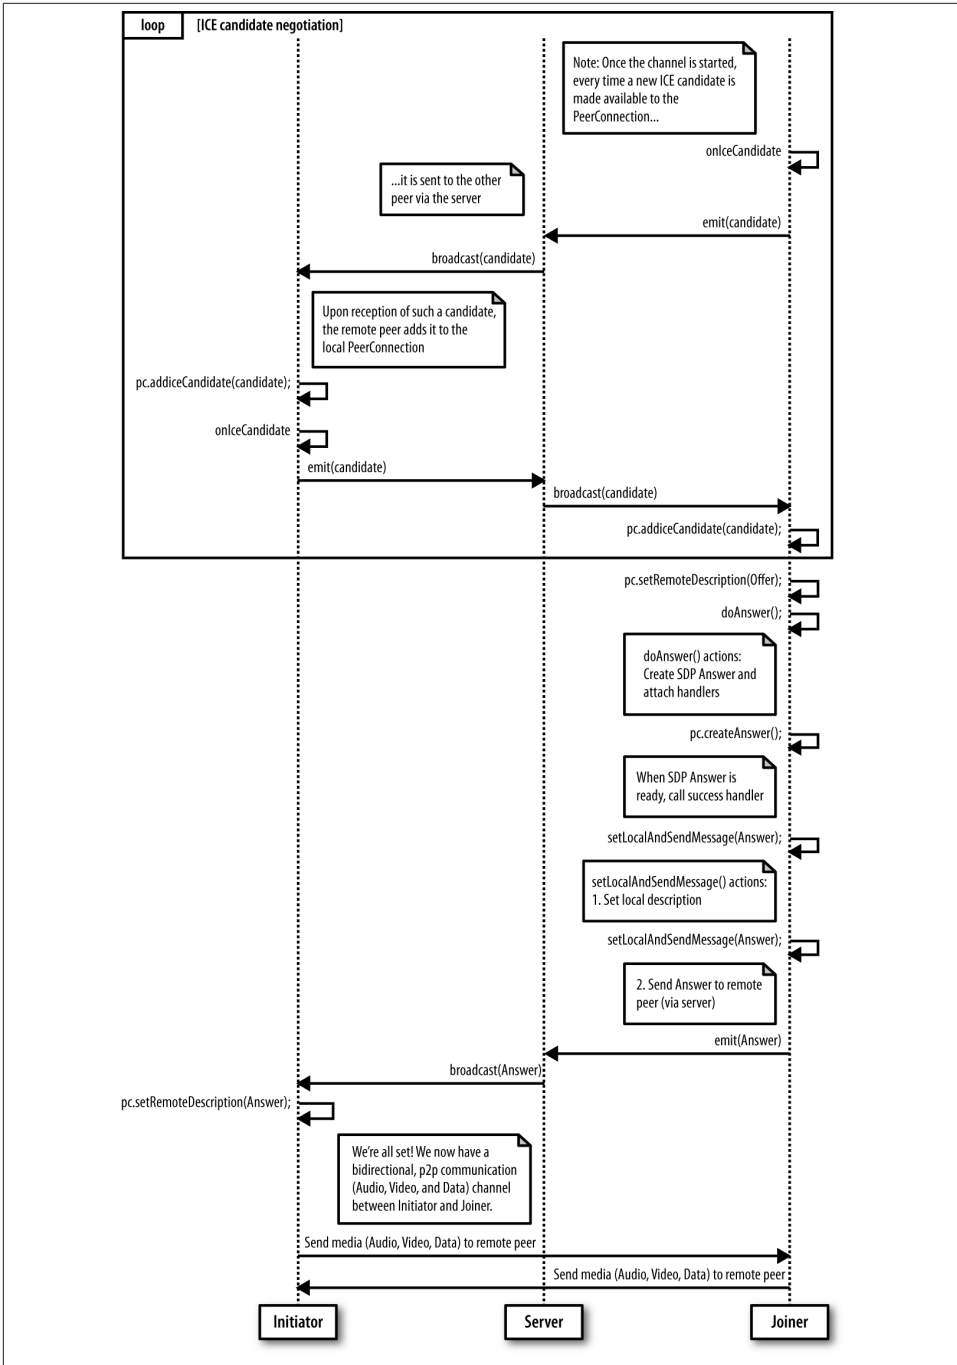 loop [ICE candidate negotiation]
Note: Once the channel is started,
every time a new ICE candidate is
made available to the
PeerConnection...
onIceCandidate
...it is sent to the other
peer via the server
emit(candidate)
broadcast(candidate)
Upon reception of such a candidate,
the remote peer adds it to the
local PeerConnection
pc.addiceCandidate(candidate);
onIceCandidate
emit(candidate)
broadcast(candidate)
pc.addiceCandidate(candidate);
pc.setRemoteDescription(Offer);
doAnswer();
doAnswer() actions:
Create SDP Answer and
attach handlers
pc.createAnswer();
When SDP Answer is
ready, call success handler
setLocalAndSendMessage(Answer);
setLocalAndSendMessage() actions:
1. Set local description
setLocalAndSendMessage(Answer);
2. Send Answer to remote
peer (via server)
emit(Answer)
broadcast(Answer)
pc.setRemoteDescription(Answer);
We're all set! We now have a
bidirectional, p2p communication
(Audio, Video, and Data) channel
between Initiator and Joiner.
Send media (Audio, Video, Data) to remote peer
Send media (Audio, Video, Data) to remote peer
Initiator Server Joiner